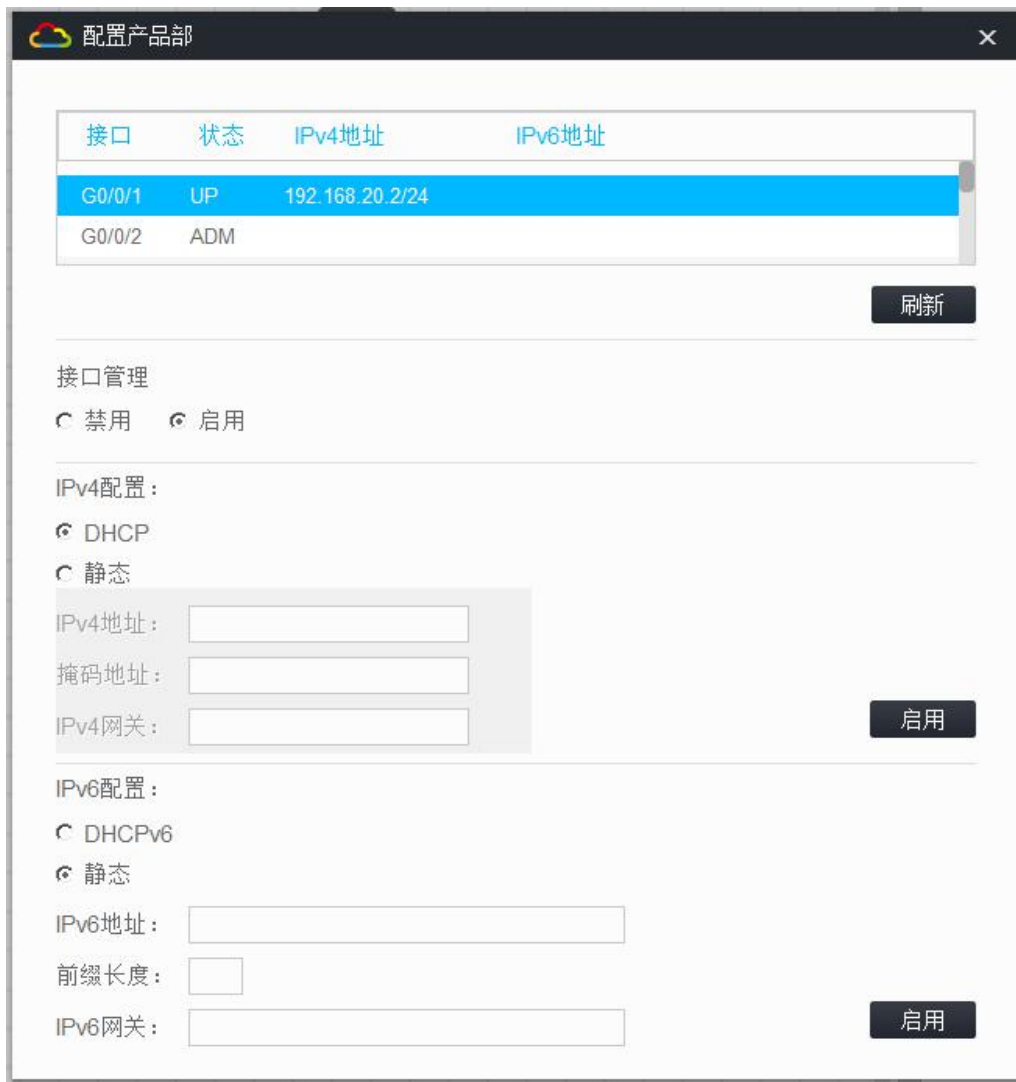 配置产品部
接口 状态 IPv4地址 IPv6地址
G0/0/1 UP 192.168.20.2/24
G0/0/2 ADM
刷新
接口管理
禁用 启用
IPv4配置：
DHCP
静态
IPv4地址：
掩码地址：
IPv4网关：
启用
IPv6配置：
DHCPv6
静态
IPv6地址：
前缀长度：
IPv6网关：
启用